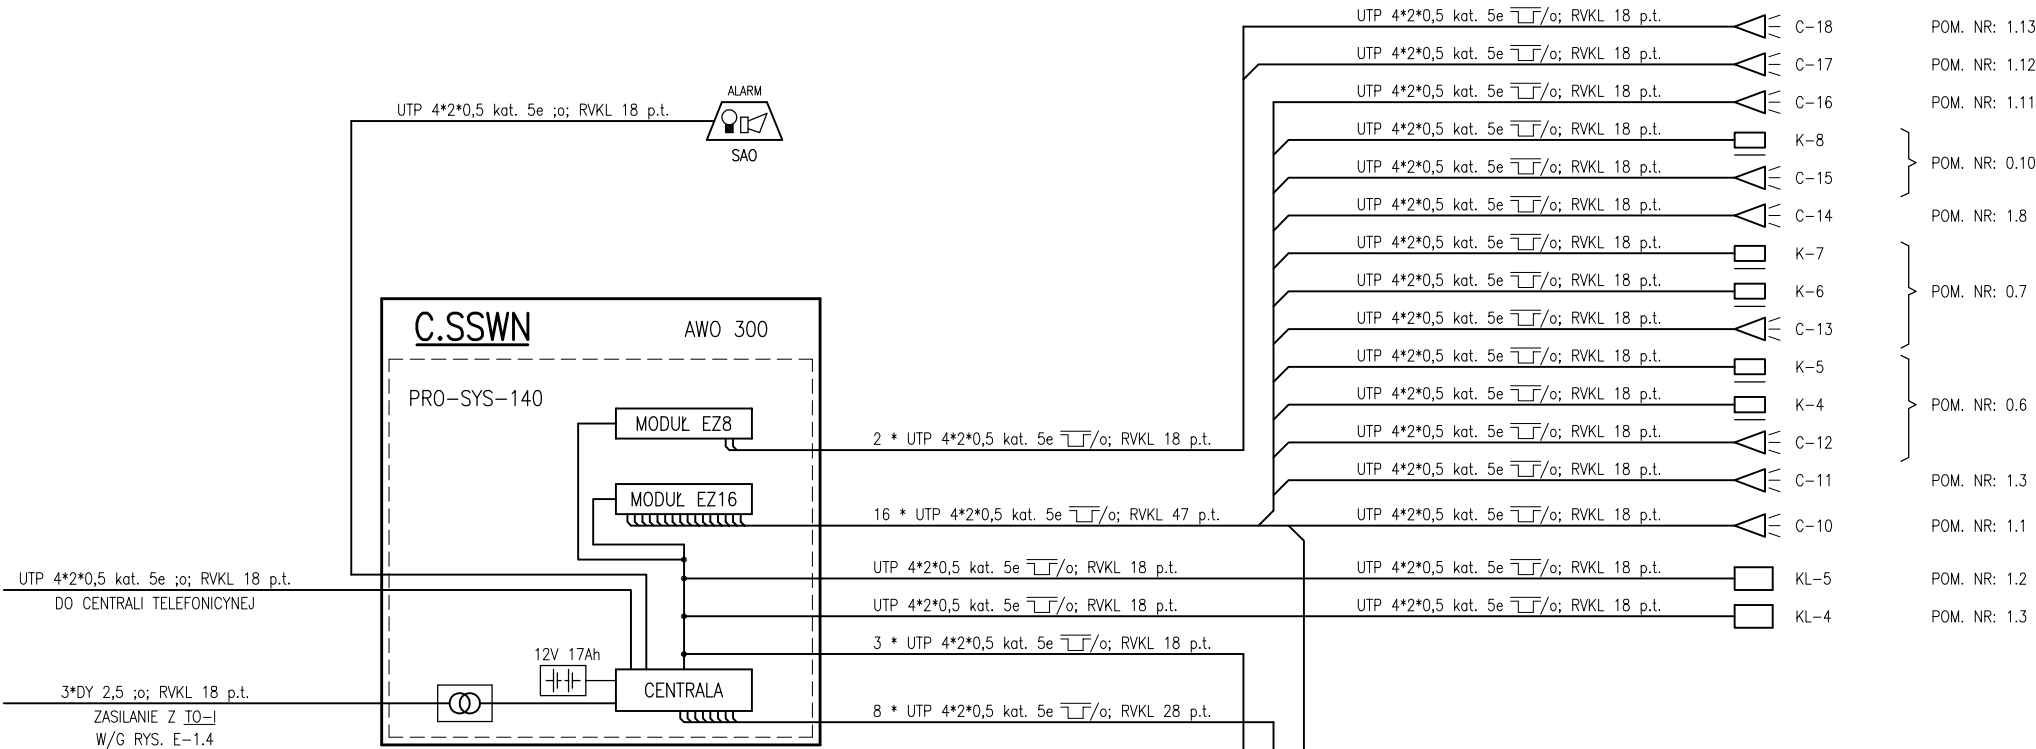 UTP 4*2*0,5 kat. 5e /o; RVKL 18 p.t. C-18 POM. NR: 1.13
UTP 4*2*0,5 kat. 5e /o; RVKL 18 p.t. C-17 POM. NR: 1.12
UTP 4*2*0,5 kat. 5e /o; RVKL 18 p.t. C-16 POM. NR: 1.11
UTP 4*2*0,5 kat. 5e /o; RVKL 18 p.t. K-8
POM. NR: 0.10
UTP 4*2*0,5 kat. 5e /o; RVKL 18 p.t. C-15
UTP 4*2*0,5 kat. 5e /o; RVKL 18 p.t. C-14 POM. NR: 1.8
UTP 4*2*0,5 kat. 5e /o; RVKL 18 p.t. K-7
UTP 4*2*0,5 kat. 5e /o; RVKL 18 p.t. K-6 POM. NR: 0.7
UTP 4*2*0,5 kat. 5e /o; RVKL 18 p.t. C-13
UTP 4*2*0,5 kat. 5e /o; RVKL 18 p.t. K-5
UTP 4*2*0,5 kat. 5e /o; RVKL 18 p.t. K-4 POM. NR: 0.6
UTP 4*2*0,5 kat. 5e /o; RVKL 18 p.t. C-12
UTP 4*2*0,5 kat. 5e /o; RVKL 18 p.t. C-11 POM. NR: 1.3
UTP 4*2*0,5 kat. 5e /o; RVKL 18 p.t. C-10 POM. NR: 1.1
UTP 4*2*0,5 kat. 5e /o; RVKL 18 p.t. KL-5 POM. NR: 1.2
UTP 4*2*0,5 kat. 5e /o; RVKL 18 p.t. KL-4 POM. NR: 1.3
ALARM
UTP 4*2*0,5 kat. 5e ;o; RVKL 18 p.t.
SAO
C.SSWN AWO 300
PRO-SYS-140
MODUŁ EZ8
2 * UTP 4*2*0,5 kat. 5e /o; RVKL 18 p.t.
MODUŁ EZ16
16 * UTP 4*2*0,5 kat. 5e /o; RVKL 47 p.t.
UTP 4*2*0,5 kat. 5e /o; RVKL 18 p.t.
UTP 4*2*0,5 kat. 5e /o; RVKL 18 p.t.
3 * UTP 4*2*0,5 kat. 5e /o; RVKL 18 p.t.
8 * UTP 4*2*0,5 kat. 5e /o; RVKL 28 p.t.
12V 17Ah
CENTRALA
UTP 4*2*0,5 kat. 5e ;o; RVKL 18 p.t.
DO CENTRALI TELEFONICYNEJ
3*DY 2,5 ;o; RVKL 18 p.t.
ZASILANIE Z TO-I
W/G RYS. E-1.4